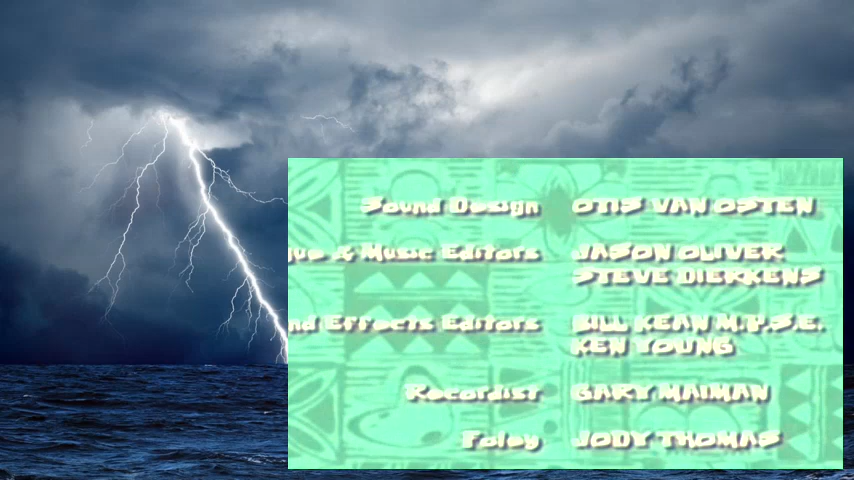 Sound Design OTIS VAN OSTEN
& Music Editors JASON OLIVER
STEVE DIERKENS
Effects Editors BILL KEAN M.P.S.E.
KEN YOUNG
Recordist GARY MAIMAN
Foley JODY THOMAS